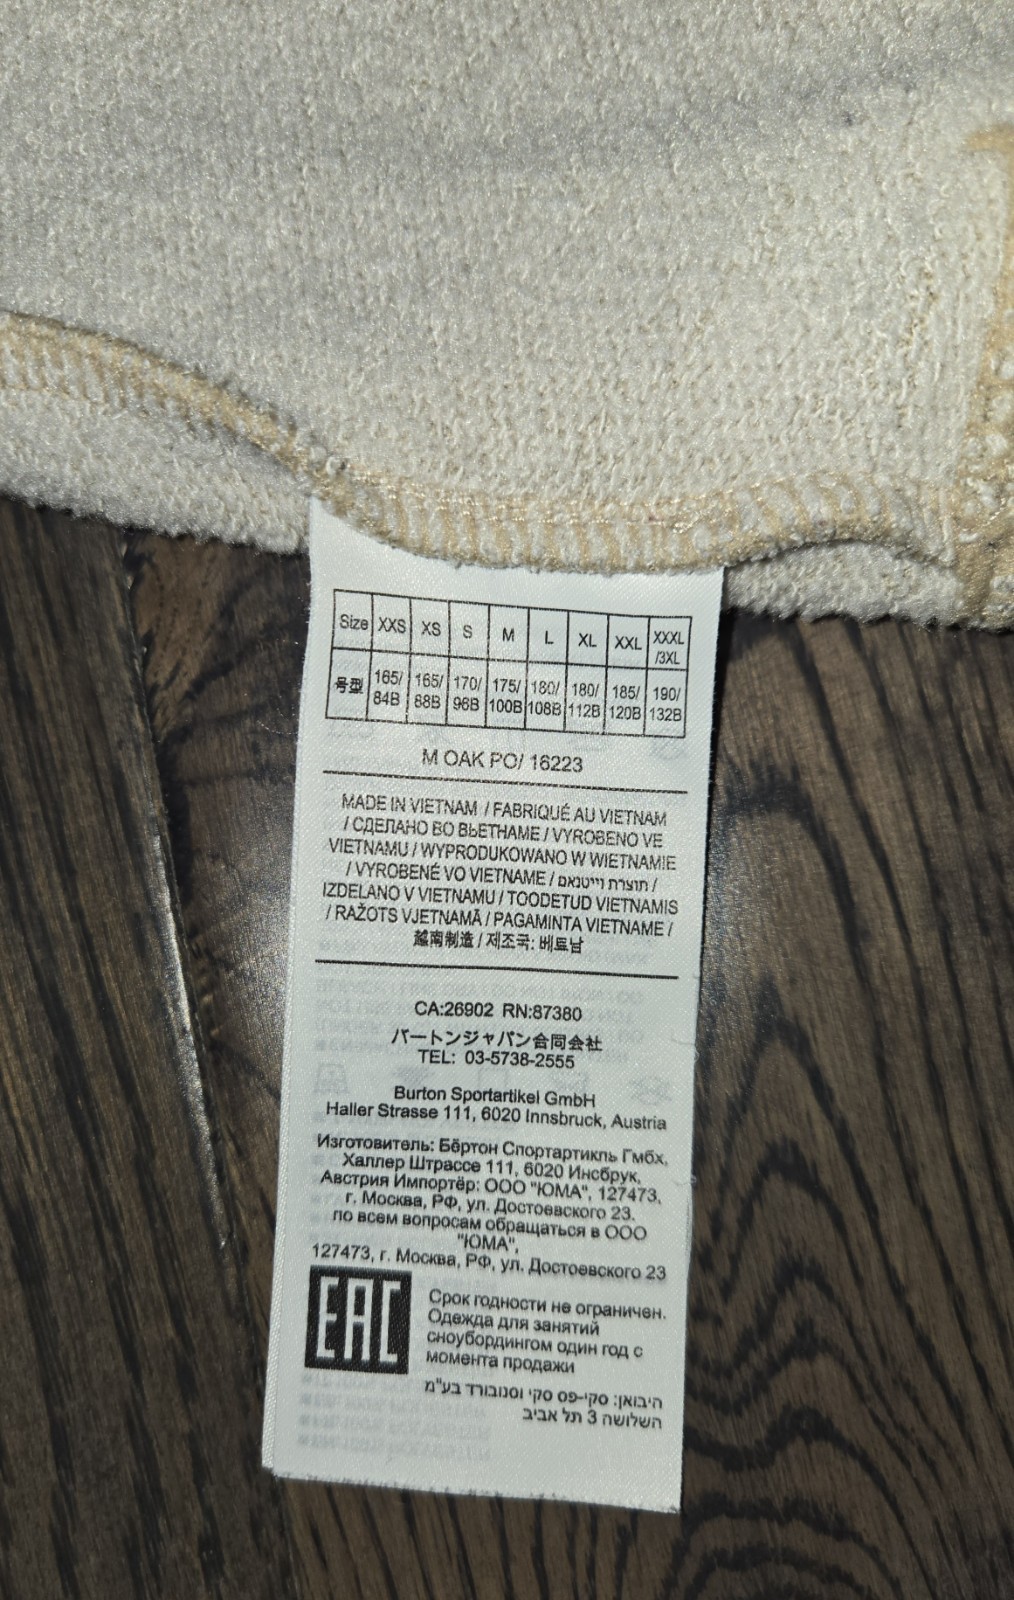 Size XXS XS S M L XL XXL XXXL /3XL
号型 165/ 84B 165/ 88B 170/ 96B 175/ 100B 180/ 108B 180/ 112B 185/ 120B 190/ 132B
M OAK PO/ 16223
MADE IN VIETNAM / FABRIQUÉ AU VIETNAM
/ СДЕЛАНО ВО ВЬЕТНАМЕ / VYROBENO VE
VIETNAMU / WYPRODUKOWANO W WIETNAMIE
/ VYROBENÉ VO VIETNAME / תוצרת וייטנאם /
IZDELANO V VIETNAMU / TOODETUD VIETNAMIS
/ RAŽOTS VJETNAMĀ / PAGAMINTA VIETNAME /
越南制造 / 제조국: 베트남
CA:26902 RN:87380
バートンジャパン合同会社
TEL: 03-5738-2555
Burton Sportartikel GmbH
Haller Strasse 111, 6020 Innsbruck, Austria
Изготовитель: Бёртон Спортартикль Гмбх,
Халлер Штрассе 111, 6020 Инсбрук,
Австрия Импортёр: ООО "ЮМА", 127473,
г. Москва, РФ, ул. Достоевского 23.
по всем вопросам обращаться в ООО
"ЮМА",
127473, г. Москва, РФ, ул. Достоевского 23
EAC
Срок годности не ограничен.
Одежда для занятий
сноубордингом один год с
момента продажи
היבואן: סקי-פס סקי וסנובורד בע"מ
השלושה 3 תל אביב